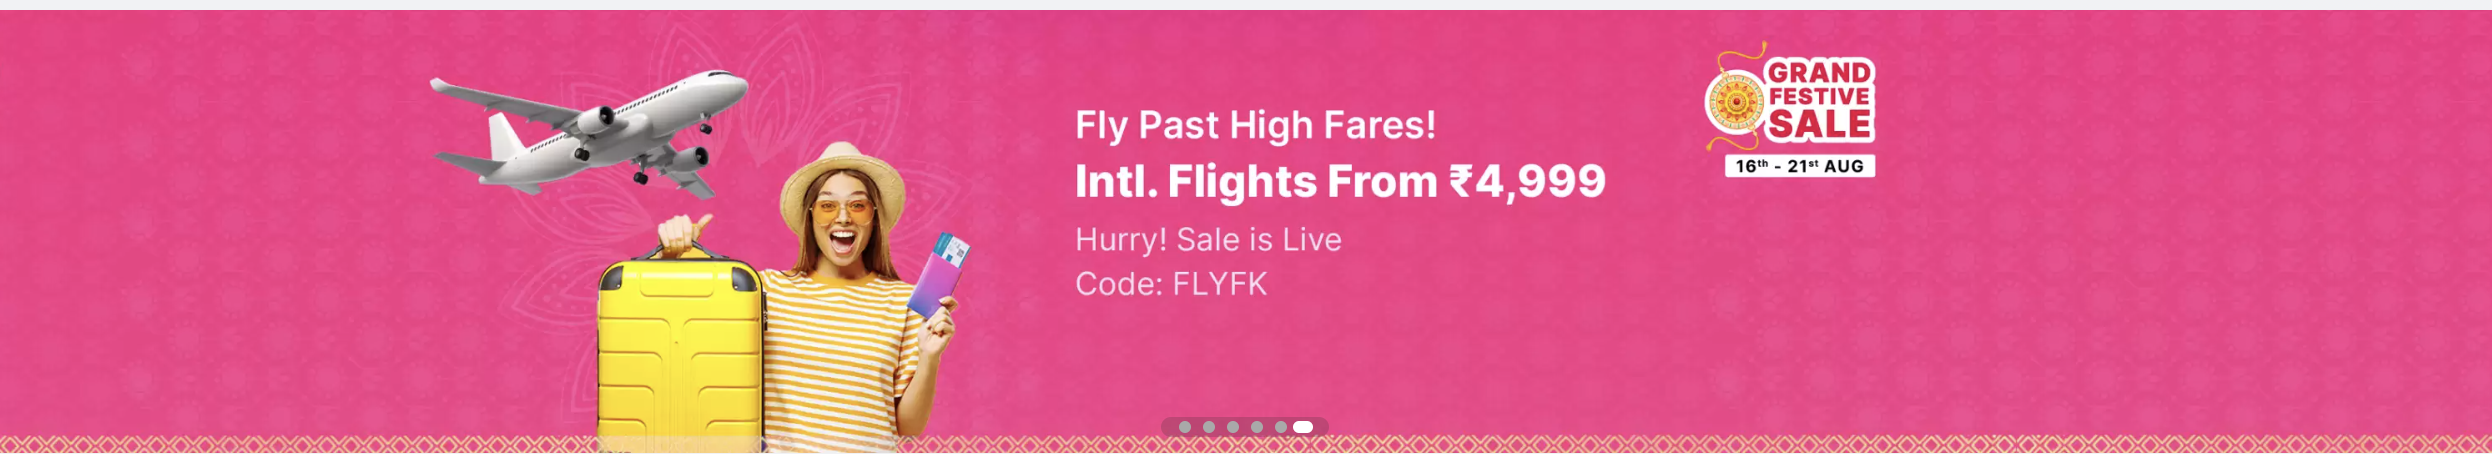 Fly Past High Fares!
Intl. Flights From ₹4,999
Hurry! Sale is Live
Code: FLYFK
GRAND
FESTIVE
SALE
16th - 21st AUG